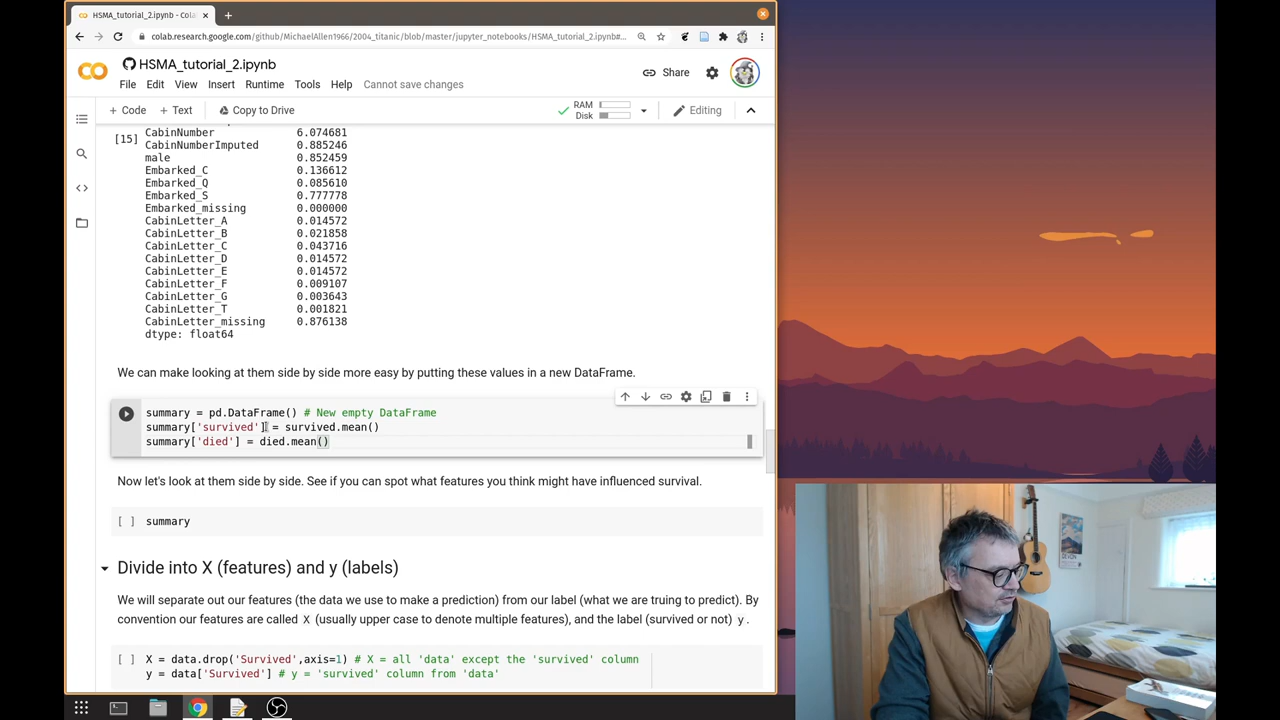 HSMA_tutorial_2.ipynb - Cola
colab.research.google.com/github/MichaelAllen1966/2004_titanic/blob/master/jupyter_notebooks/HSMA_tutorial_2.ipynb#...
HSMA_tutorial_2.ipynb
Share
File Edit View Insert Runtime Tools Help Cannot save changes
+ Code + Text Copy to Drive
RAM
Disk
Editing
CabinNumber 6.074681
[15]
CabinNumberImputed 0.885246
male 0.852459
Embarked_C 0.136612
Embarked_Q 0.085610
Embarked_S 0.777778
Embarked_missing 0.000000
CabinLetter_A 0.014572
CabinLetter_B 0.021858
CabinLetter_C 0.043716
CabinLetter_D 0.014572
CabinLetter_E 0.014572
CabinLetter_F 0.009107
CabinLetter_G 0.003643
CabinLetter_T 0.001821
CabinLetter_missing 0.876138
dtype: float64
We can make looking at them side by side more easy by putting these values in a new DataFrame.
summary = pd.DataFrame() # New empty DataFrame
summary['survived'] = survived.mean()
summary['died'] = died.mean()
Now let's look at them side by side. See if you can spot what features you think might have influenced survival.
[ ] summary
Divide into X (features) and y (labels)
We will separate out our features (the data we use to make a prediction) from our label (what we are truing to predict). By
convention our features are called X (usually upper case to denote multiple features), and the label (survived or not) y.
[ ] X = data.drop('Survived',axis=1) # X = all 'data' except the 'survived' column
y = data['Survived'] # y = 'survived' column from 'data'
DEVON